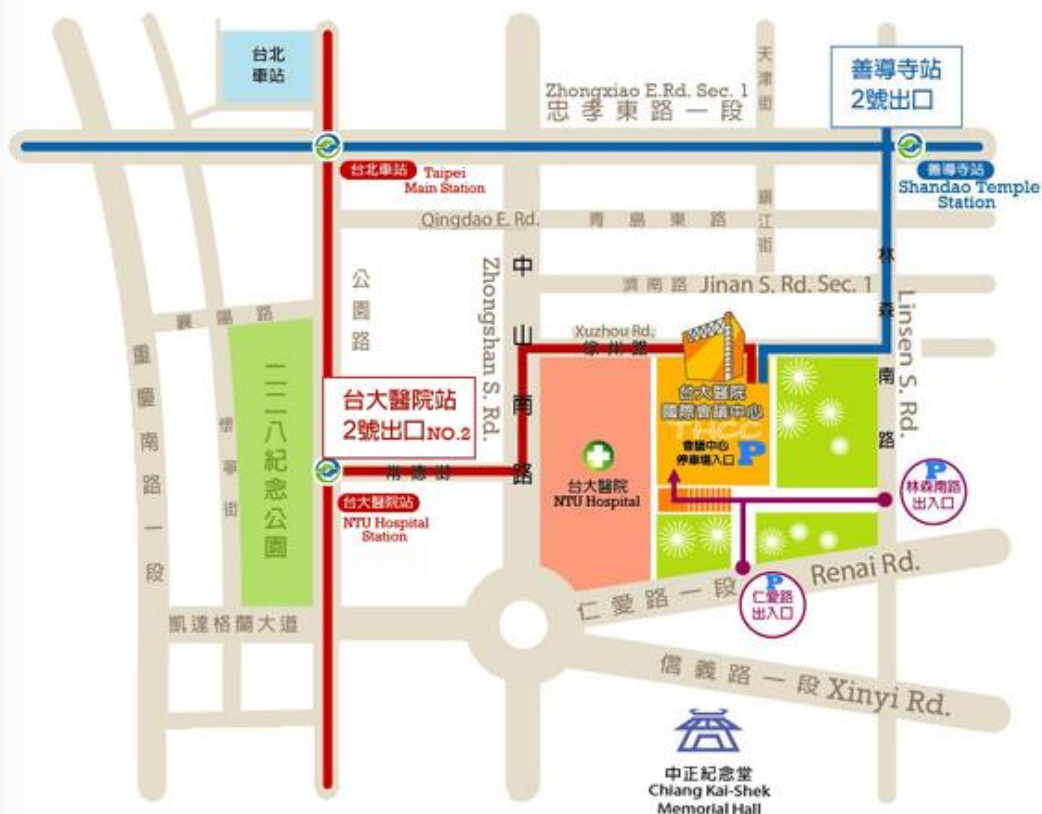 台北
車站
天津街
善導寺站
2號出口
Zhongxiao E.Rd. Sec. 1
忠孝東路一段
台北車站
Taipei
Main Station
善導寺站
Shandao Temple
Station
Qingdao E. Rd.
青島東路
鎮江街
公園路
Zhongshan S. Rd.
中山南路
濟南路 Jinan S. Rd. Sec. 1
林森南路
Linsen S. Rd.
襄陽路
Xuzhou Rd.
徐州路
重慶南路一段
懷寧街
二二八紀念公園
台大醫院站
2號出口NO.2
常德街
台大醫院站
NTU Hospital
Station
台大醫院
NTU Hospital
台大醫院
國際會議中心
THCC
會議中心
停車場入口
P
P
林森南路
出入口
P
仁愛路
出入口
仁愛路一段 Renai Rd.
凱達格蘭大道
信義路一段 Xinyi Rd.
中正紀念堂
Chiang Kai-Shek
Memorial Hall